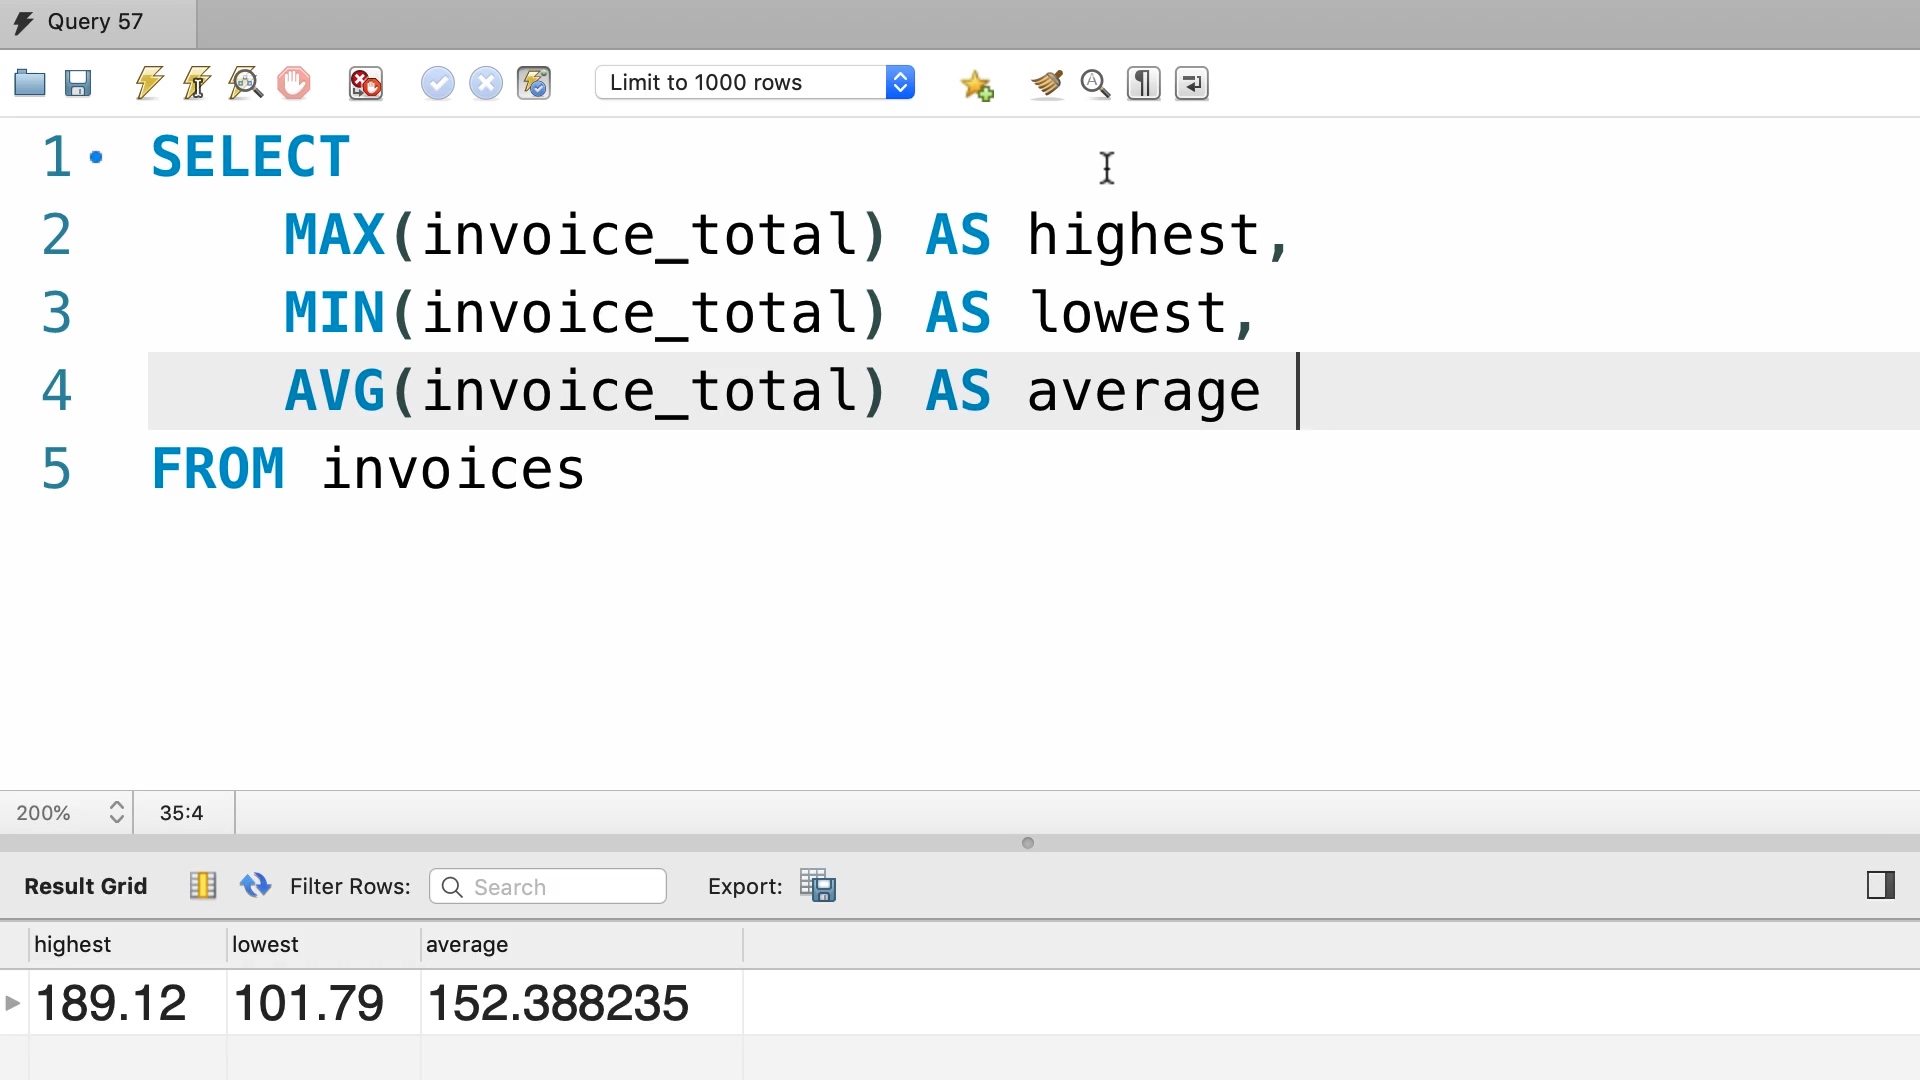 Query 57
Limit to 1000 rows
1 SELECT
2 MAX(invoice_total) AS highest,
3 MIN(invoice_total) AS lowest,
4 AVG(invoice_total) AS average
5 FROM invoices
200% 35:4
Result Grid Filter Rows: Search Export:
highest lowest average
189.12 101.79 152.388235